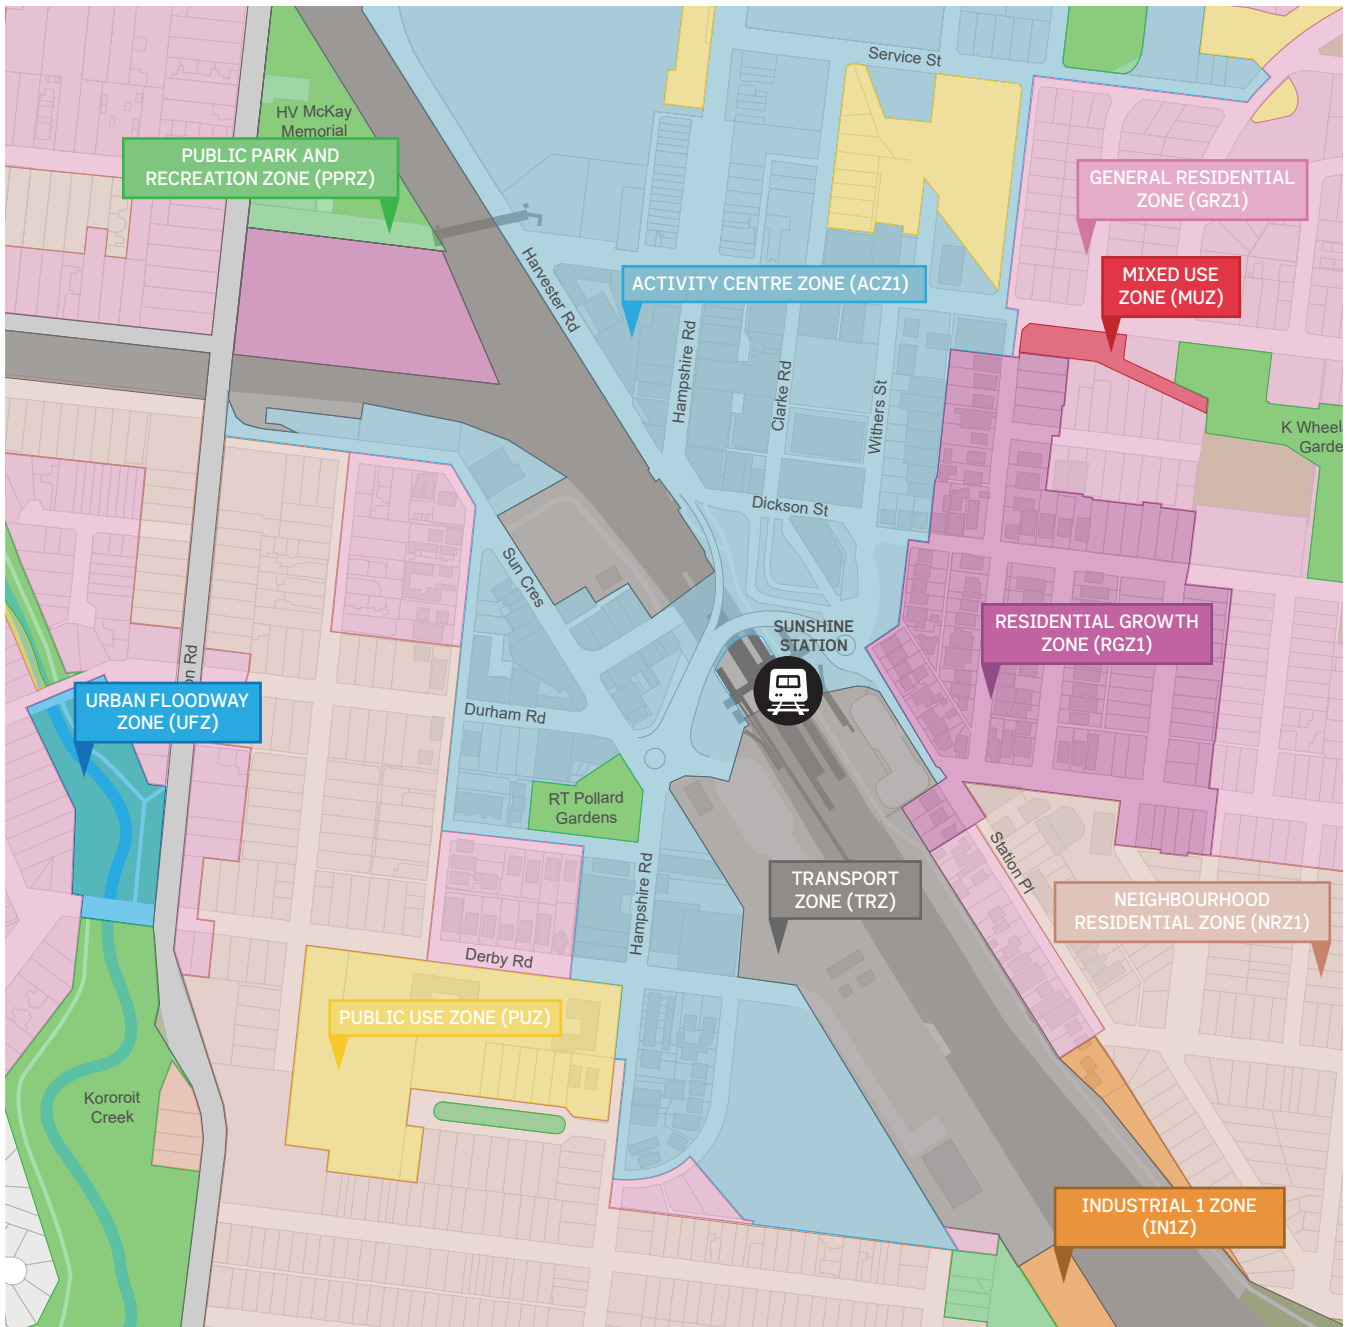 Service St
HV McKay
Memorial
PUBLIC PARK AND
RECREATION ZONE (PPRZ)
GENERAL RESIDENTIAL
ZONE (GRZ1)
Harvester Rd
ACTIVITY CENTRE ZONE (ACZ1)
MIXED USE
ZONE (MUZ)
Hampshire Rd
Clarke Rd
Withers St
K Wheel
Garde
Dickson St
Sun Cres
SUNSHINE
STATION
RESIDENTIAL GROWTH
ZONE (RGZ1)
on Rd
URBAN FLOODWAY
ZONE (UFZ)
Durham Rd
RT Pollard
Gardens
Station Pl
TRANSPORT
ZONE (TRZ)
NEIGHBOURHOOD
RESIDENTIAL ZONE (NRZ1)
Hampshire Rd
Derby Rd
PUBLIC USE ZONE (PUZ)
Kororoit
Creek
INDUSTRIAL 1 ZONE
(IN1Z)